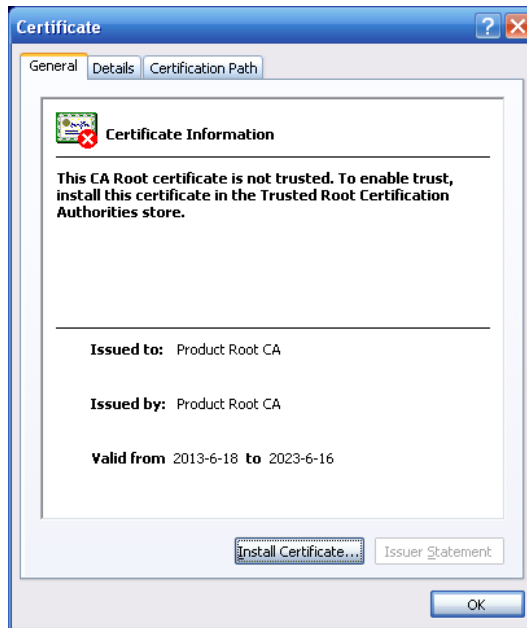 Certificate
General Details Certification Path
Certificate Information
This CA Root certificate is not trusted. To enable trust,
install this certificate in the Trusted Root Certification
Authorities store.
Issued to: Product Root CA
Issued by: Product Root CA
Valid from 2013-6-18 to 2023-6-16
Install Certificate... Issuer Statement
OK